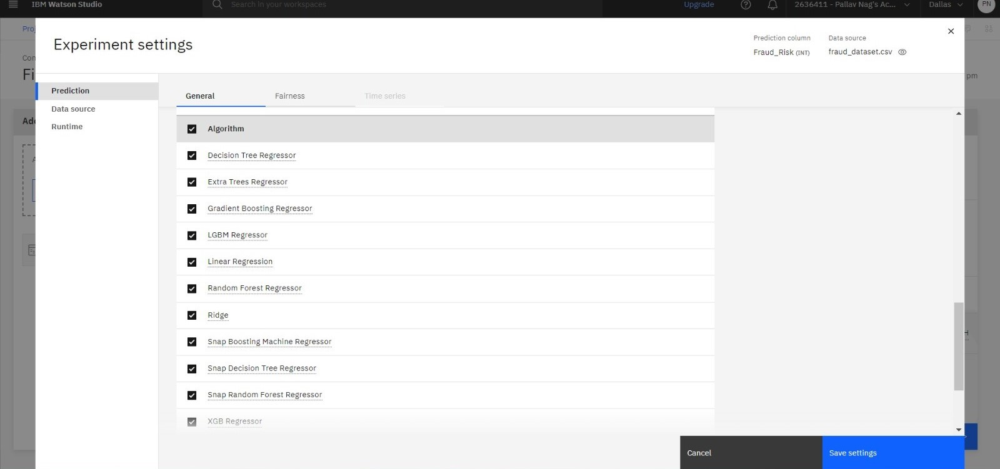 IBM Watson Studio
Search in your workspaces
Upgrade
2636411 - Pallav Nag's Ac...
Dallas
PN
Proj
Experiment settings
Prediction column
Fraud_Risk (INT)
Data source
fraud_dataset.csv
Con
Fi
pm
Prediction
Data source
Runtime
General
Fairness
Time series
Algorithm
Decision Tree Regressor
Extra Trees Regressor
Gradient Boosting Regressor
LGBM Regressor
Linear Regression
Random Forest Regressor
Ridge
Snap Boosting Machine Regressor
Snap Decision Tree Regressor
Snap Random Forest Regressor
XGB Regressor
Cancel
Save settings